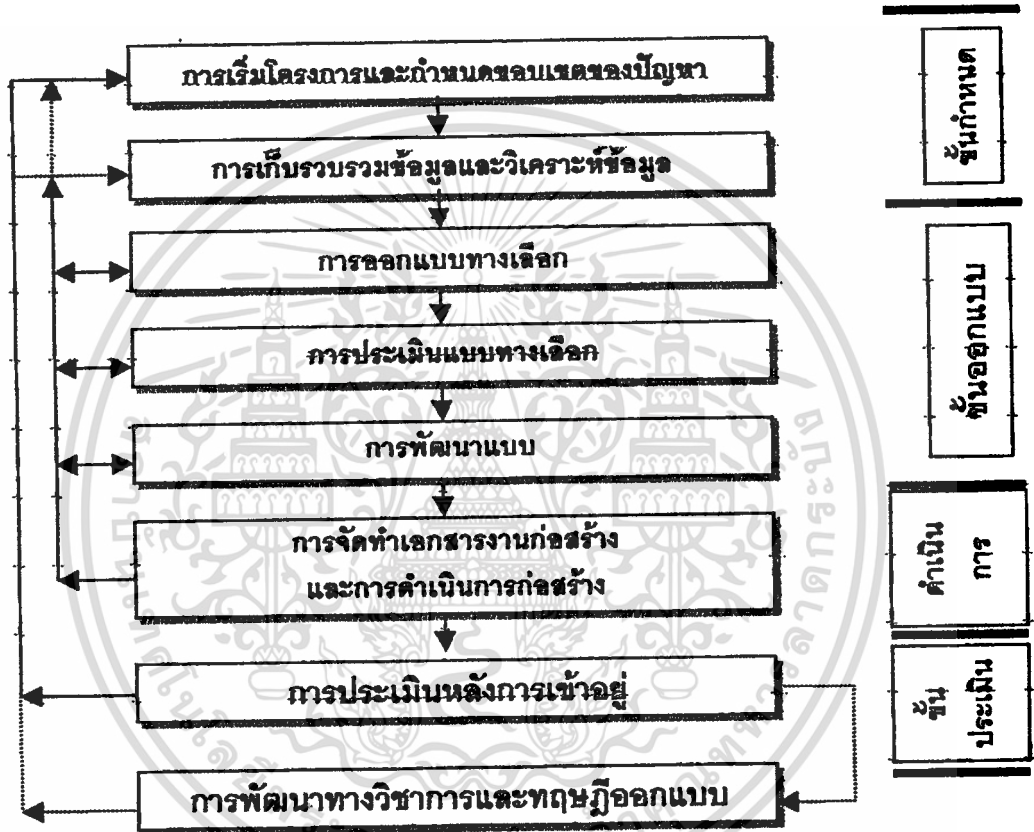 การเริ่มโครงการและกำหนดขอบเขตของปัญหา
การเก็บรวบรวมข้อมูลและวิเคราะห์ข้อมูล
การออกแบบทางเลือก
การประเมินแบบทางเลือก
การพัฒนาแบบ
การจัดทำเอกสารงานก่อสร้าง
และการดำเนินการก่อสร้าง
การประเมินหลังการเข้าอยู่
การพัฒนาทางวิชาการและทฤษฎีออกแบบ
ขั้นกำหนด
ขั้นออกแบบ
ดำเนิน
การ
ขั้น
ประเมิน